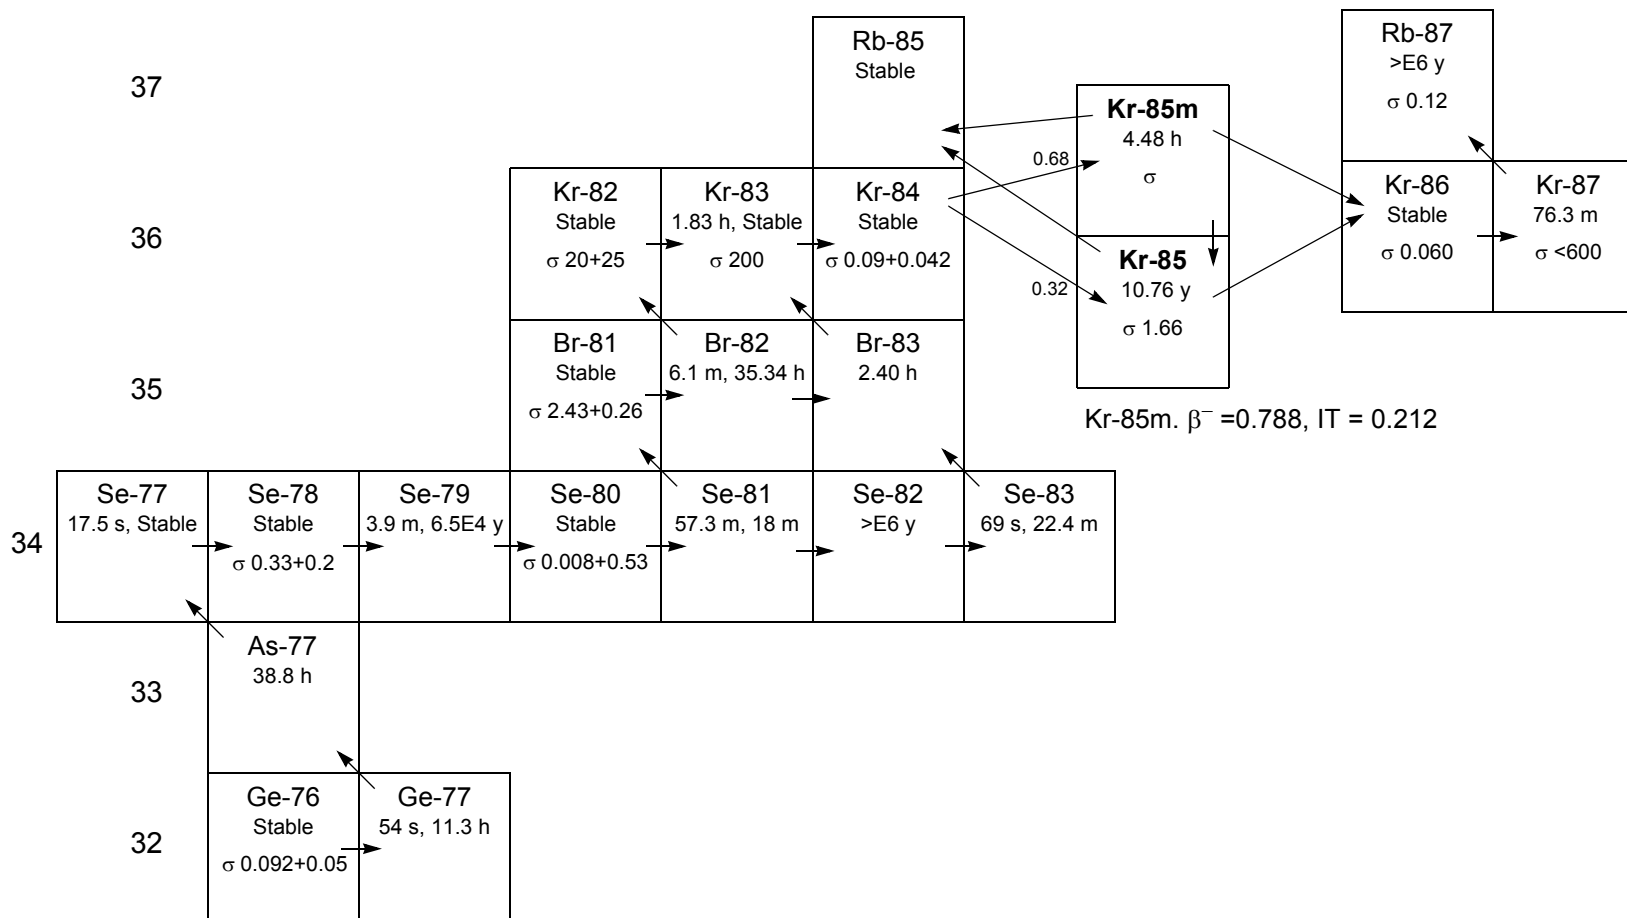 37
Rb-85
Stable
Kr-85m
4.48 h
σ
Rb-87
>E6 y
σ 0.12
0.68
36
Kr-82
Stable
σ 20+25
Kr-83
1.83 h, Stable
σ 200
Kr-84
Stable
σ 0.09+0.042
0.32
Kr-85
10.76 y
σ 1.66
Kr-86
Stable
σ 0.060
Kr-87
76.3 m
σ <600
35
Br-81
Stable
σ 2.43+0.26
Br-82
6.1 m, 35.34 h
Br-83
2.40 h
Kr-85m. β⁻ =0.788, IT = 0.212
34
Se-77
17.5 s, Stable
Se-78
Stable
σ 0.33+0.2
Se-79
3.9 m, 6.5E4 y
Se-80
Stable
σ 0.008+0.53
Se-81
57.3 m, 18 m
Se-82
>E6 y
Se-83
69 s, 22.4 m
33
As-77
38.8 h
32
Ge-76
Stable
σ 0.092+0.05
Ge-77
54 s, 11.3 h